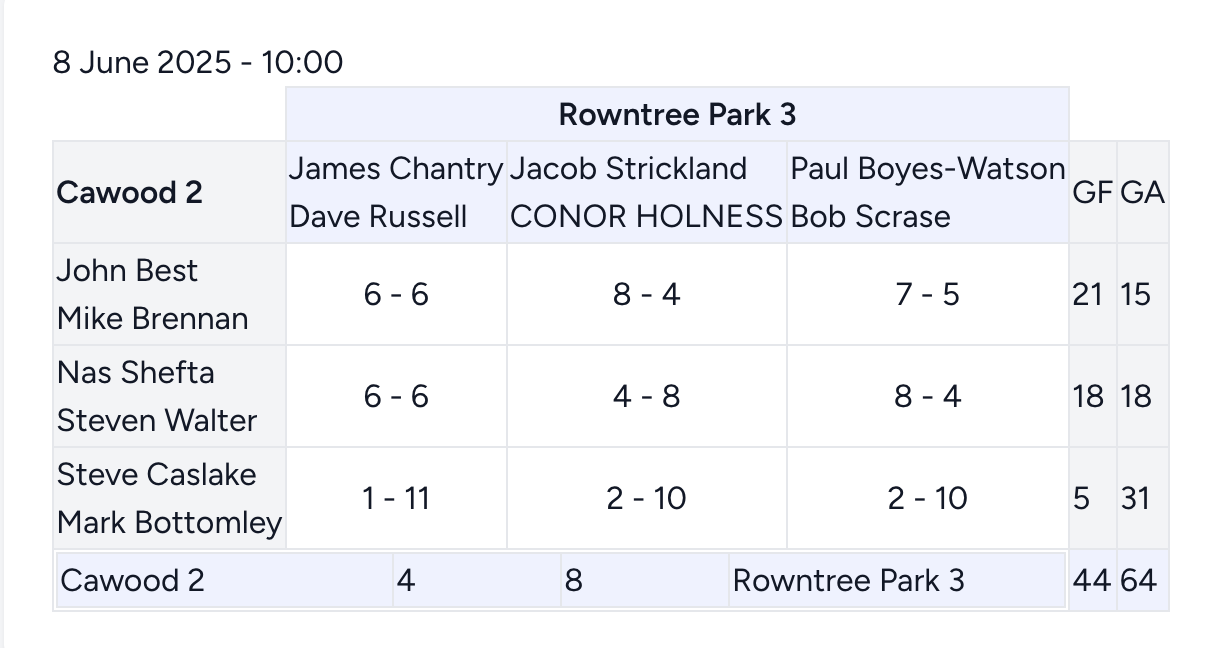 8 June 2025 - 10:00
Rowntree Park 3
Cawood 2
James Chantry
Dave Russell
Jacob Strickland
CONOR HOLNESS
Paul Boyes-Watson
Bob Scrase
GF GA
John Best
Mike Brennan
6 - 6 8 - 4 7 - 5 21 15
Nas Shefta
Steven Walter
6 - 6 4 - 8 8 - 4 18 18
Steve Caslake
Mark Bottomley
1 - 11 2 - 10 2 - 10 5 31
Cawood 2 4 8 Rowntree Park 3 44 64